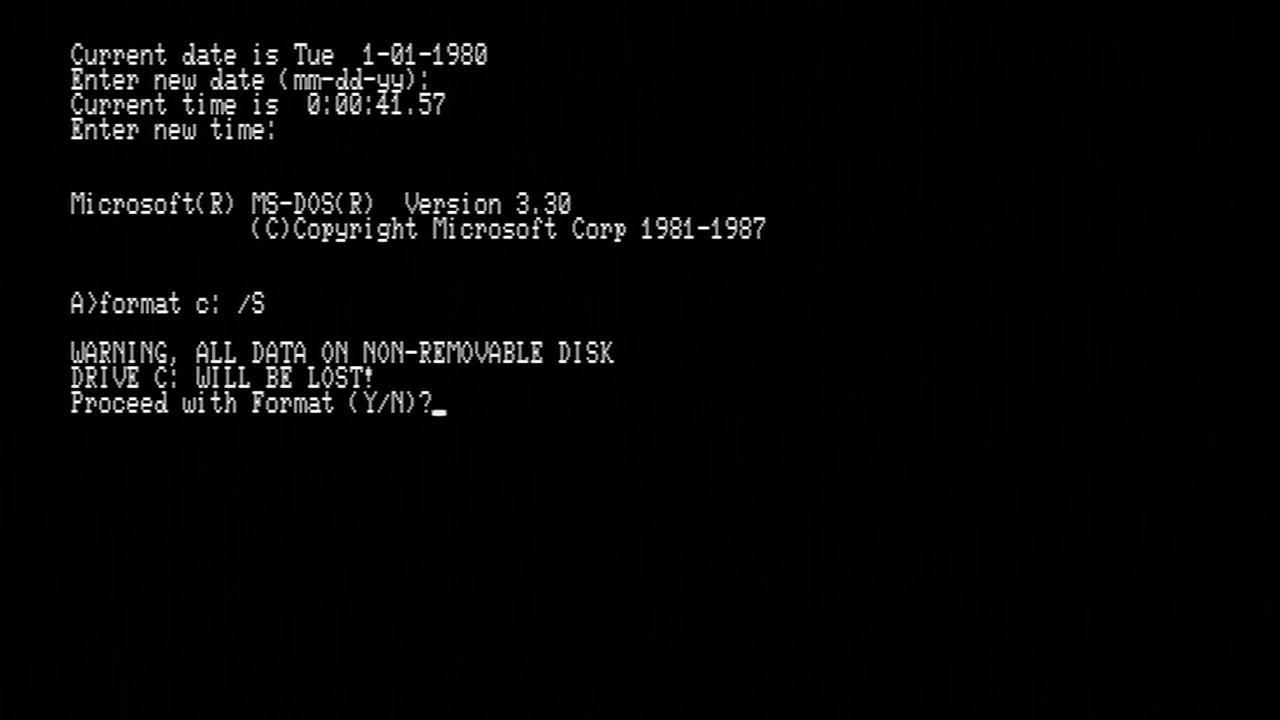 Current date is Tue  1-01-1980
Enter new date (mm-dd-yy):
Current time is  0:00:41.57
Enter new time:
Microsoft(R) MS-DOS(R)  Version 3.30
(C)Copyright Microsoft Corp 1981-1987
A>format c: /S
WARNING, ALL DATA ON NON-REMOVABLE DISK
DRIVE C: WILL BE LOST!
Proceed with Format (Y/N)?_